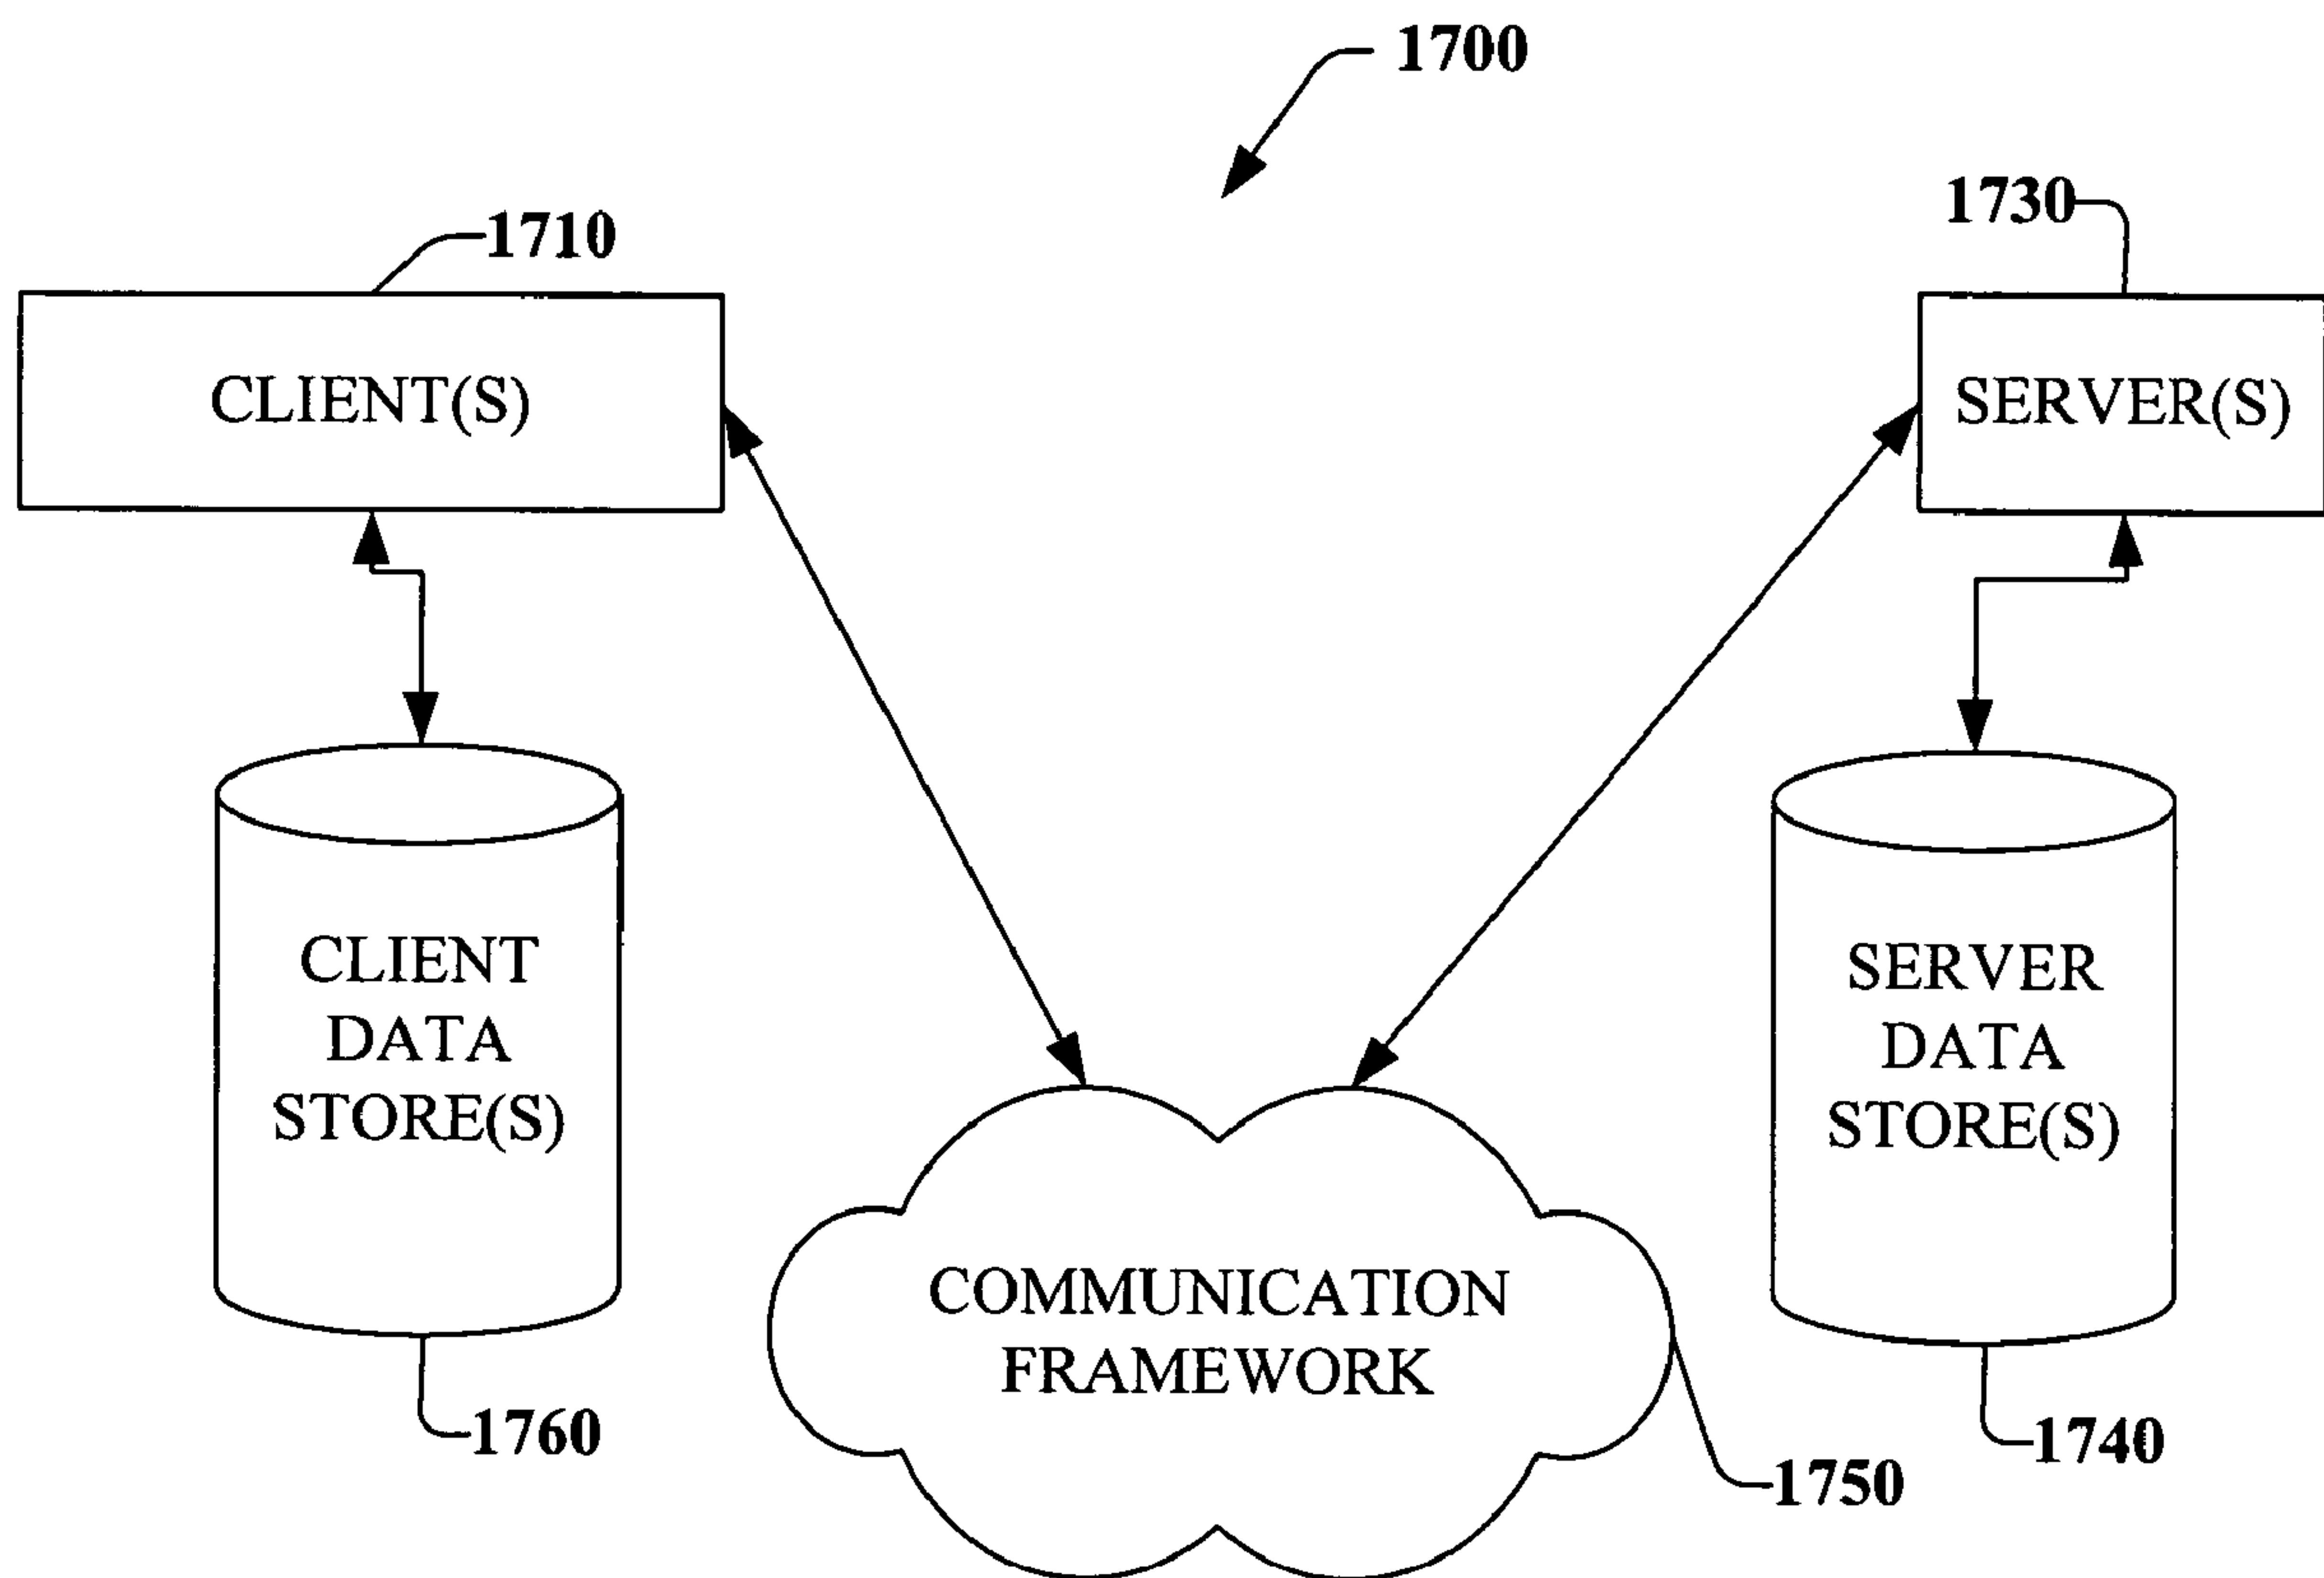 1700
1710
1730
CLIENT(S)
SERVER(S)
CLIENT
DATA
STORE(S)
SERVER
DATA
STORE(S)
COMMUNICATION
FRAMEWORK
1760
1740
1750